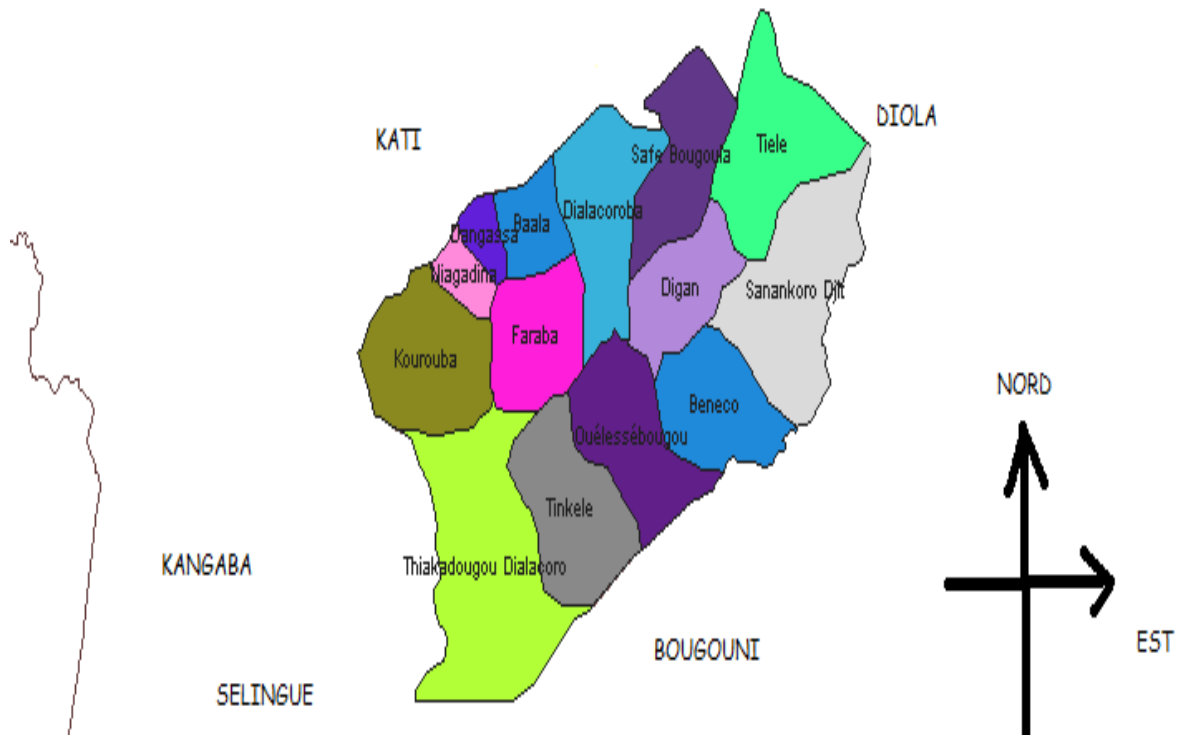 DIOLA
KATI
Tiele
Safe Bougoula
Dialacoroba
Baala
Dangassa
Niagadina
Digan
Sanankoro Djit
Faraba
Kourouba
NORD
Beneco
Ouélessébougou
Tinkele
Thiakadougou Dialacoro
KANGABA
EST
BOUGOUNI
SELINGUE